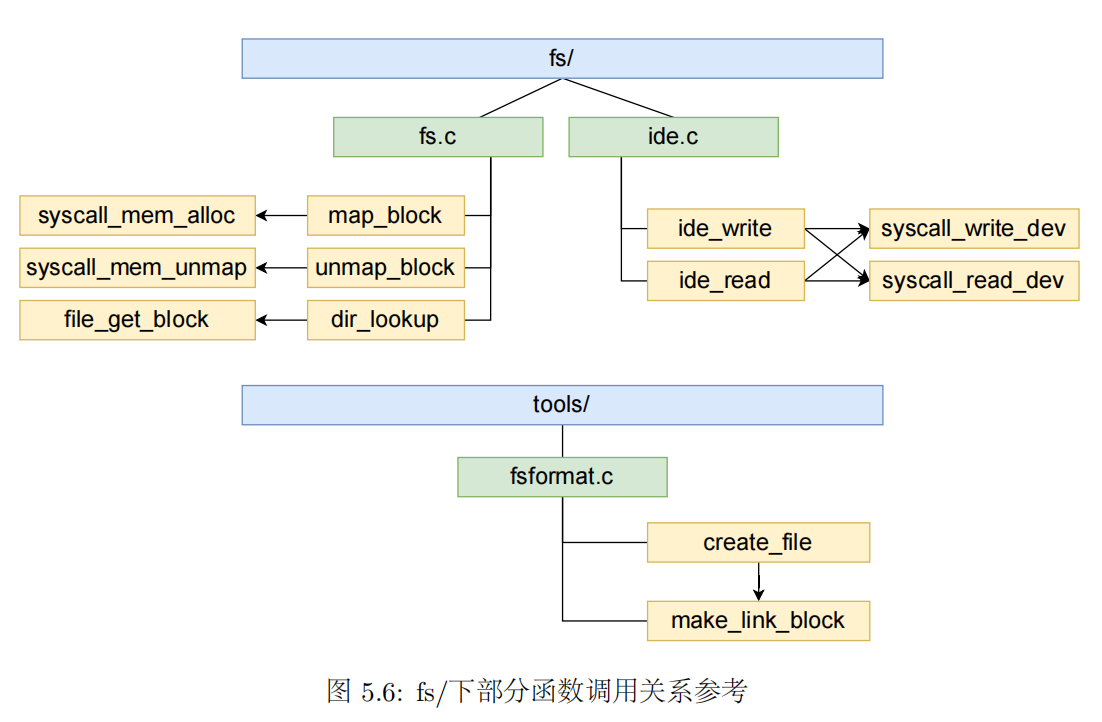 fs/
fs.c
ide.c
syscall_mem_alloc
map_block
syscall_mem_unmap
unmap_block
file_get_block
dir_lookup
ide_write
syscall_write_dev
ide_read
syscall_read_dev
tools/
fsformat.c
create_file
make_link_block
图 5.6: fs/下部分函数调用关系参考